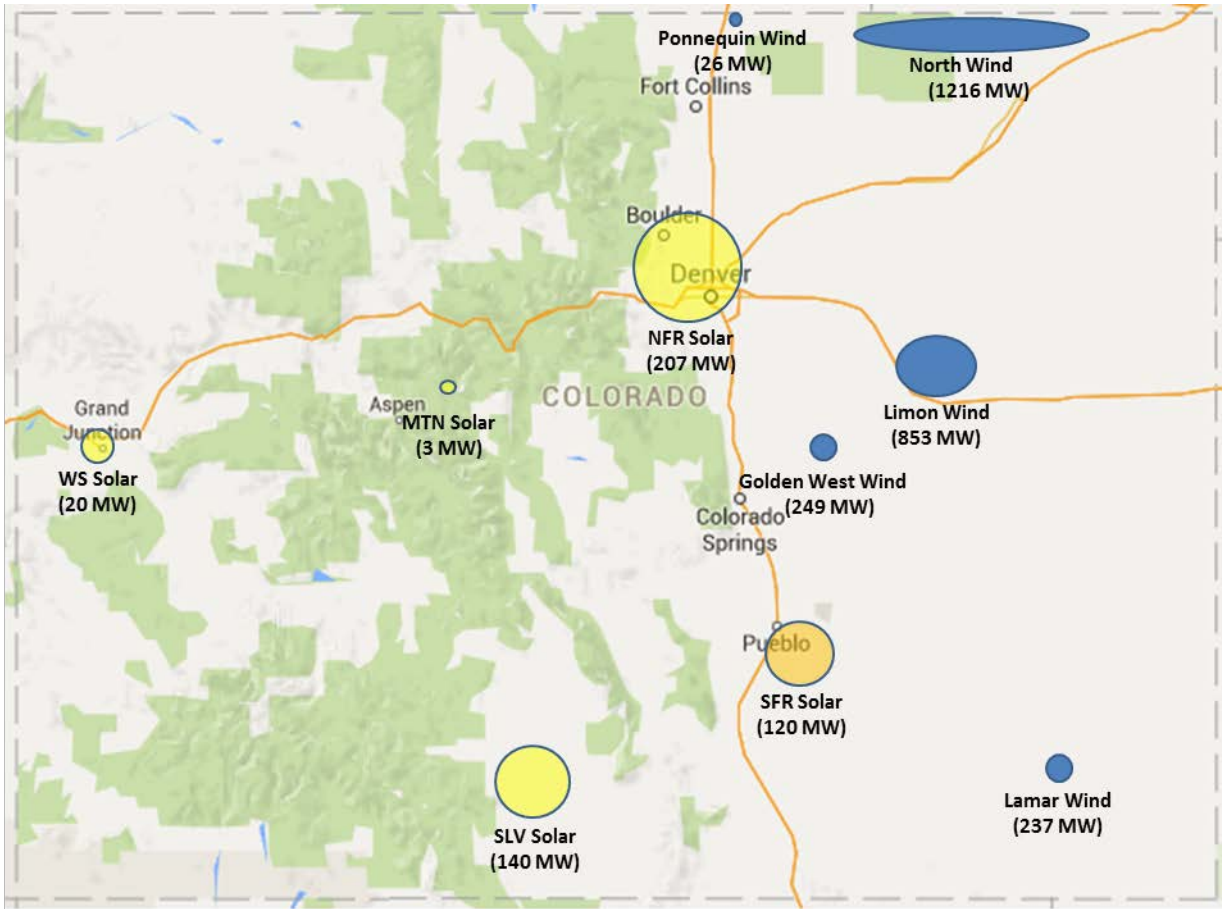 Ponnequin Wind
(26 MW)
North Wind
(1216 MW)
Fort Collins
Boulder
Denver
NFR Solar
(207 MW)
COLORADO
Limon Wind
(853 MW)
Aspen
MTN Solar
(3 MW)
Grand
Junction
WS Solar
(20 MW)
Golden West Wind
(249 MW)
Colorado
Springs
Pueblo
SFR Solar
(120 MW)
SLV Solar
(140 MW)
Lamar Wind
(237 MW)